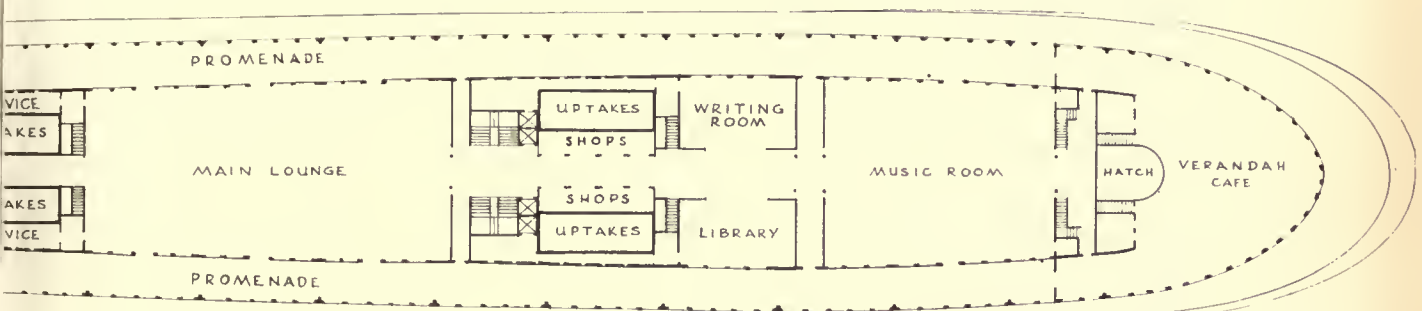 PROMENADE
VICE
AKES
UPTAKES
WRITING
ROOM
SHOPS
MAIN LOUNGE
MUSIC ROOM
HATCH
VERANDAH
CAFE
AKES
SHOPS
VICE
UPTAKES
LIBRARY
PROMENADE